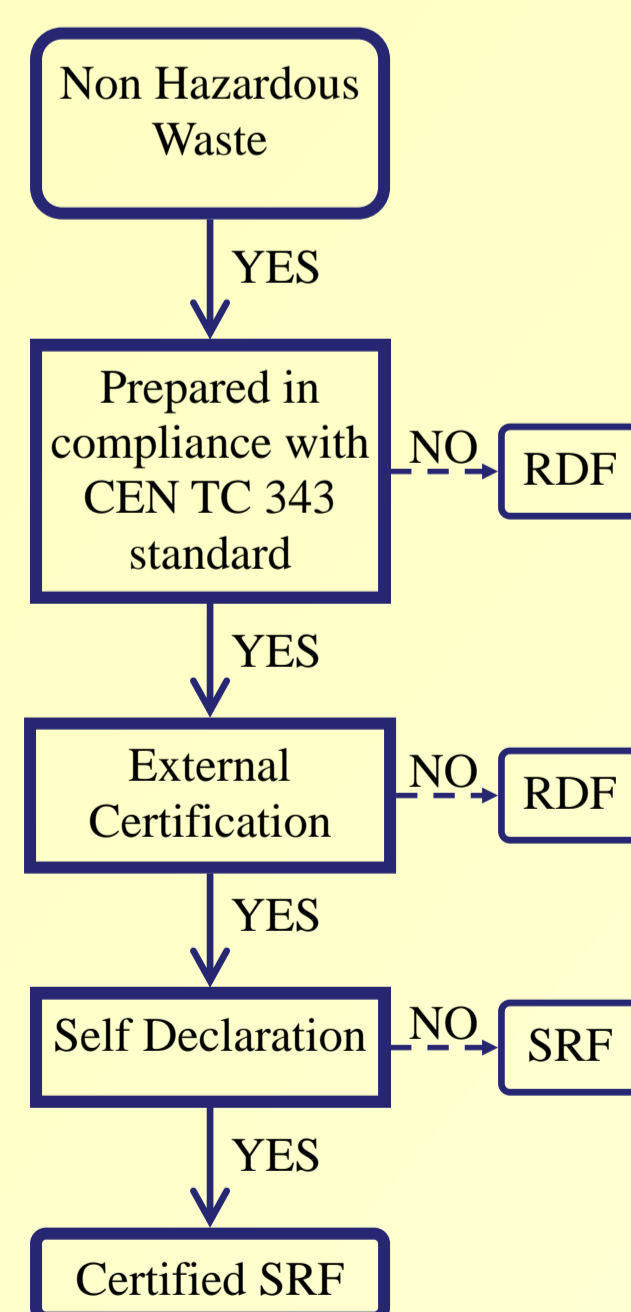 Non Hazardous
Waste
YES
Prepared in
compliance with
CEN TC 343
standard
NO
RDF
YES
External
Certification
NO
RDF
YES
Self Declaration
NO
SRF
YES
Certified SRF